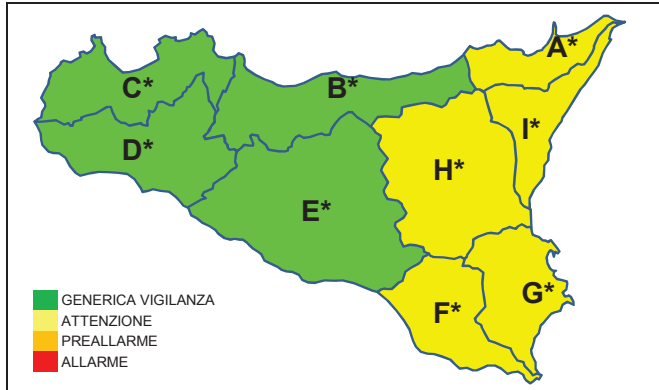 A*
C*
B*
I*
D*
H*
E*
G*
F*
GENERICA VIGILANZA
ATTENZIONE
PREALLARME
ALLARME